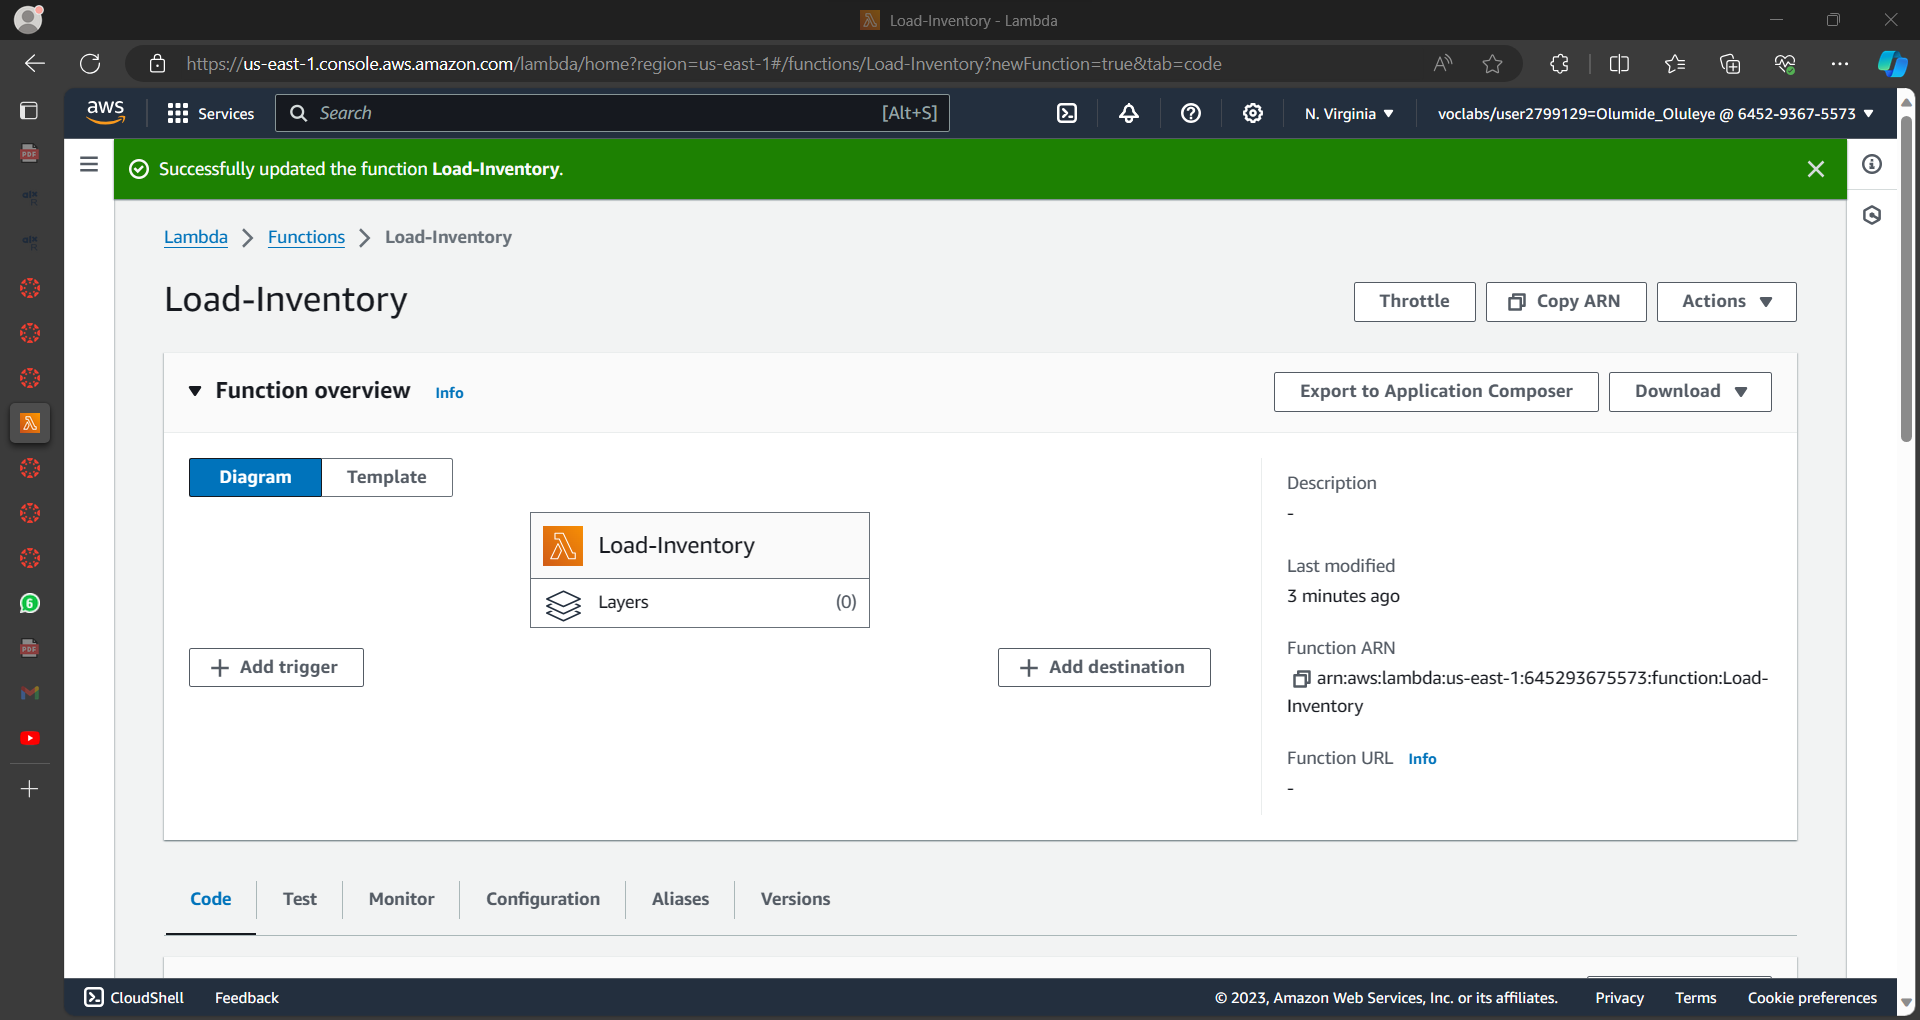 Load-Inventory - Lambda
https://us-east-1.console.aws.amazon.com/lambda/home?region=us-east-1#/functions/Load-Inventory?newFunction=true&tab=code
aws
Services
Search
[Alt+S]
N. Virginia
voclabs/user2799129=Olumide_Oluleye @ 6452-9367-5573
Successfully updated the function Load-Inventory.
Lambda
Functions
Load-Inventory
Load-Inventory
Throttle
Copy ARN
Actions
Function overview
Info
Export to Application Composer
Download
Diagram
Template
Load-Inventory
Layers
(0)
Add trigger
Add destination
Description
-
Last modified
3 minutes ago
Function ARN
arn:aws:lambda:us-east-1:645293675573:function:Load-
Inventory
Function URL
Info
-
Code
Test
Monitor
Configuration
Aliases
Versions
CloudShell
Feedback
© 2023, Amazon Web Services, Inc. or its affiliates.
Privacy
Terms
Cookie preferences
PDF
6
PDF